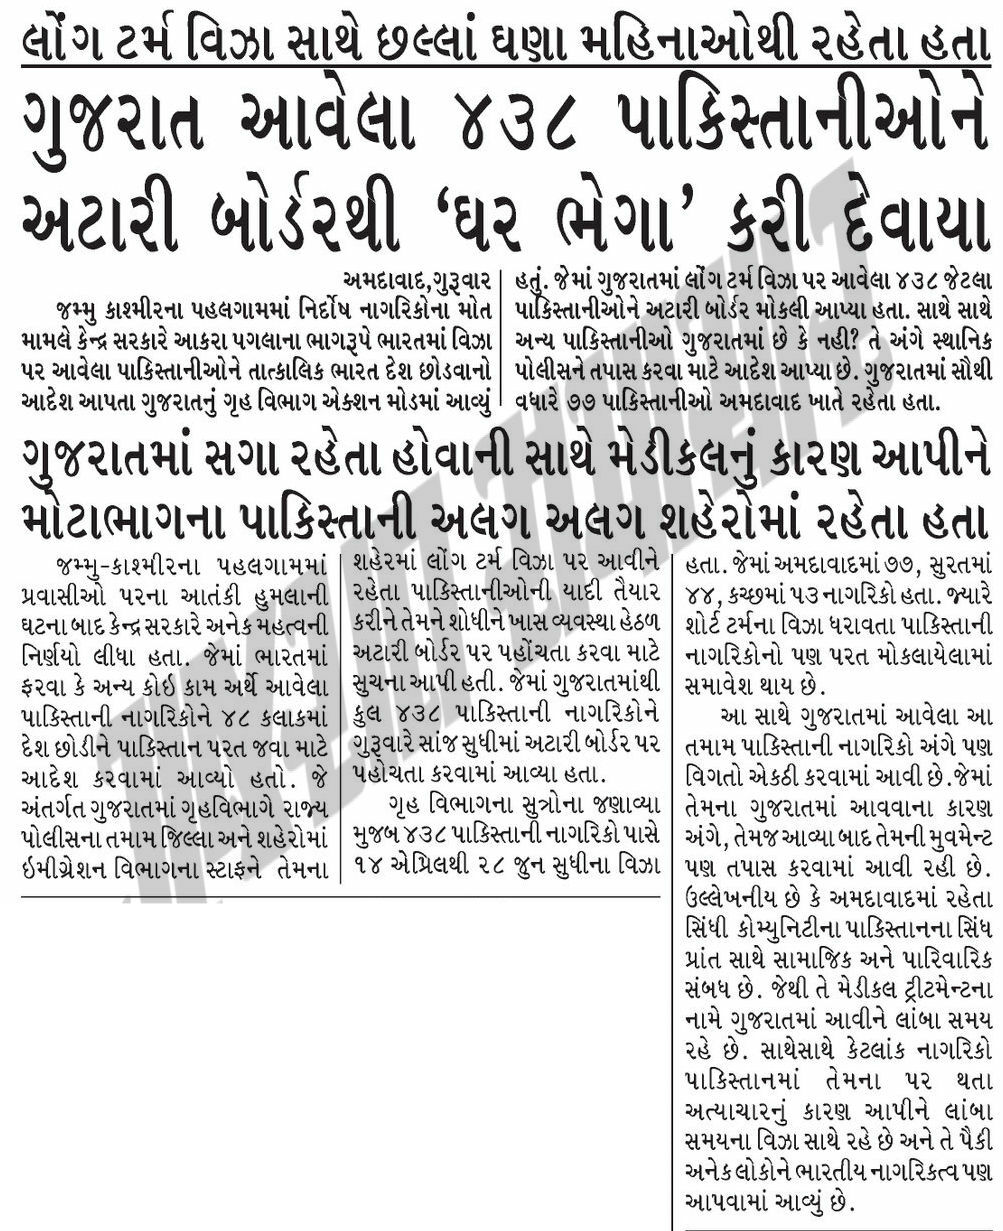 લોંગ ટર્મ વિઝા સાથે છલ્લાં ઘણા મહિનાઓથી રહેતા હતા
ગુજરાત આવેલા ૪૩૮ પાકિસ્તાનીઓને
અટારી બોર્ડરથી ‘ઘર ભેગા’ કરી દેવાયા
અમદાવાદ,ગુરૂવાર
જમ્મુ કાશ્મીરના પહલગામમાં નિર્દોષ નાગરિકોના મોત
મામલે કેન્દ્ર સરકારે આકરા પગલાના ભાગરૂપે ભારતમાં વિઝા
પર આવેલા પાકિસ્તાનીઓને તાત્કાલિક ભારત દેશ છોડવાનો
આદેશ આપતા ગુજરાતનું ગૃહ વિભાગ એક્શન મોડમાં આવ્યું
હતું. જેમાં ગુજરાતમાં લોંગ ટર્મ વિઝા પર આવેલા ૪૩૮ જેટલા
પાકિસ્તાનીઓને અટારી બોર્ડર મોકલી આપ્યા હતા. સાથે સાથે
અન્ય પાકિસ્તાનીઓ ગુજરાતમાં છે કે નહી? તે અંગે સ્થાનિક
પોલીસને તપાસ કરવા માટે આદેશ આપ્યા છે. ગુજરાતમાં સૌથી
વધારે ૭૭ પાકિસ્તાનીઓ અમદાવાદ ખાતે રહેતા હતા.
ગુજરાતમાં સગા રહેતા હોવાની સાથે મેડીકલનું કારણ આપીને
મોટાભાગના પાકિસ્તાની અલગ અલગ શહેરોમાં રહેતા હતા
જમ્મુ-કાશ્મીરના પહલગામમાં
પ્રવાસીઓ પરના આતંકી હુમલાની
ઘટના બાદ કેન્દ્ર સરકારે અનેક મહત્વની
નિર્ણયો લીધા હતા. જેમાં ભારતમાં
ફરવા કે અન્ય કોઇ કામ અર્થે આવેલા
પાકિસ્તાની નાગરિકોને ૪૮ કલાકમાં
દેશ છોડીને પાકિસ્તાન પરત જવા માટે
આદેશ કરવામાં આવ્યો હતો. જે
અંતર્ગત ગુજરાતમાં ગૃહવિભાગે રાજ્ય
પોલીસના તમામ જિલ્લા અને શહેરોમાં
ઇમીગ્રેશન વિભાગના સ્ટાફને તેમના
શહેરમાં લોંગ ટર્મ વિઝા પર આવીને
રહેતા પાકિસ્તાનીઓની યાદી તૈયાર
કરીને તેમને શોધીને ખાસ વ્યવસ્થા હેઠળ
અટારી બોર્ડર પર પહોંચતા કરવા માટે
સુચના આપી હતી. જેમાં ગુજરાતમાંથી
કુલ ૪૩૮ પાકિસ્તાની નાગરિકોને
ગુરૂવારે સાંજ સુધીમાં અટારી બોર્ડર પર
પહોચતા કરવામાં આવ્યા હતા.
ગૃહ વિભાગના સુત્રોના જણાવ્યા
મુજબ ૪૩૮ પાકિસ્તાની નાગરિકો પાસે
૧૪ એપ્રિલથી ૨૮ જુન સુધીના વિઝા
હતા. જેમાં અમદાવાદમાં ૭૭, સુરતમાં
૪૪, કચ્છમાં ૫૩ નાગરિકો હતા. જ્યારે
શોર્ટ ટર્મના વિઝા ધરાવતા પાકિસ્તાની
નાગરિકોનો પણ પરત મોકલાયેલામાં
સમાવેશ થાય છે.
આ સાથે ગુજરાતમાં આવેલા આ
તમામ પાકિસ્તાની નાગરિકો અંગે પણ
વિગતો એકઠી કરવામાં આવી છે.જેમાં
તેમના ગુજરાતમાં આવવાના કારણ
અંગે, તેમજ આવ્યા બાદ તેમની મુવમેન્ટ
પણ તપાસ કરવામાં આવી રહી છે.
ઉલ્લેખનીય છે કે અમદાવાદમાં રહેતા
સિંધી કોમ્યુનિટીના પાકિસ્તાનના સિંધ
પ્રાંત સાથે સામાજિક અને પારિવારિક
સંબધ છે. જેથી તે મેડીકલ ટ્રીટમેન્ટના
નામે ગુજરાતમાં આવીને લાંબા સમય
રહે છે. સાથેસાથે કેટલાંક નાગરિકો
પાકિસ્તાનમાં તેમના પર થતા
અત્યાચારનું કારણ આપીને લાંબા
સમયના વિઝા સાથે રહે છે અને તે પૈકી
અનેક લોકોને ભારતીય નાગરિકત્વ પણ
આપવામાં આવ્યું છે.